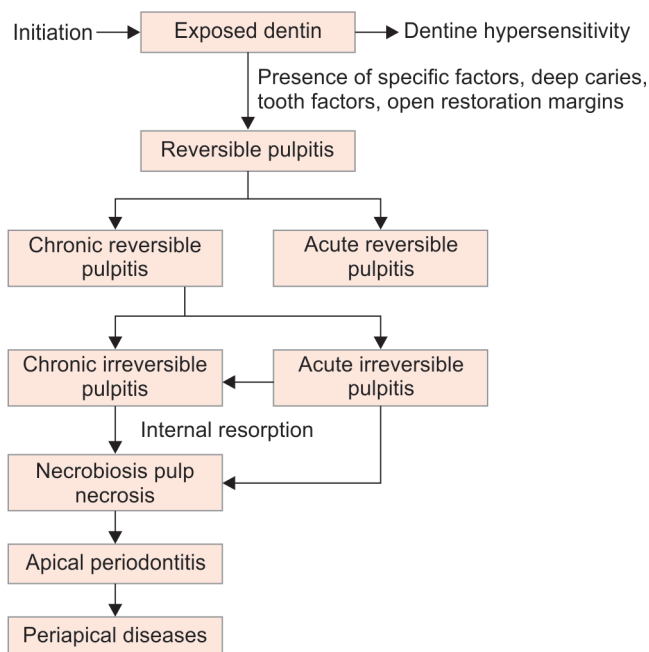 Initiation
Exposed dentin
Dentine hypersensitivity
Presence of specific factors, deep caries,
tooth factors, open restoration margins
Reversible pulpitis
Chronic reversible
pulpitis
Acute reversible
pulpitis
Chronic irreversible
pulpitis
Acute irreversible
pulpitis
Internal resorption
Necrobiosis pulp
necrosis
Apical periodontitis
Periapical diseases